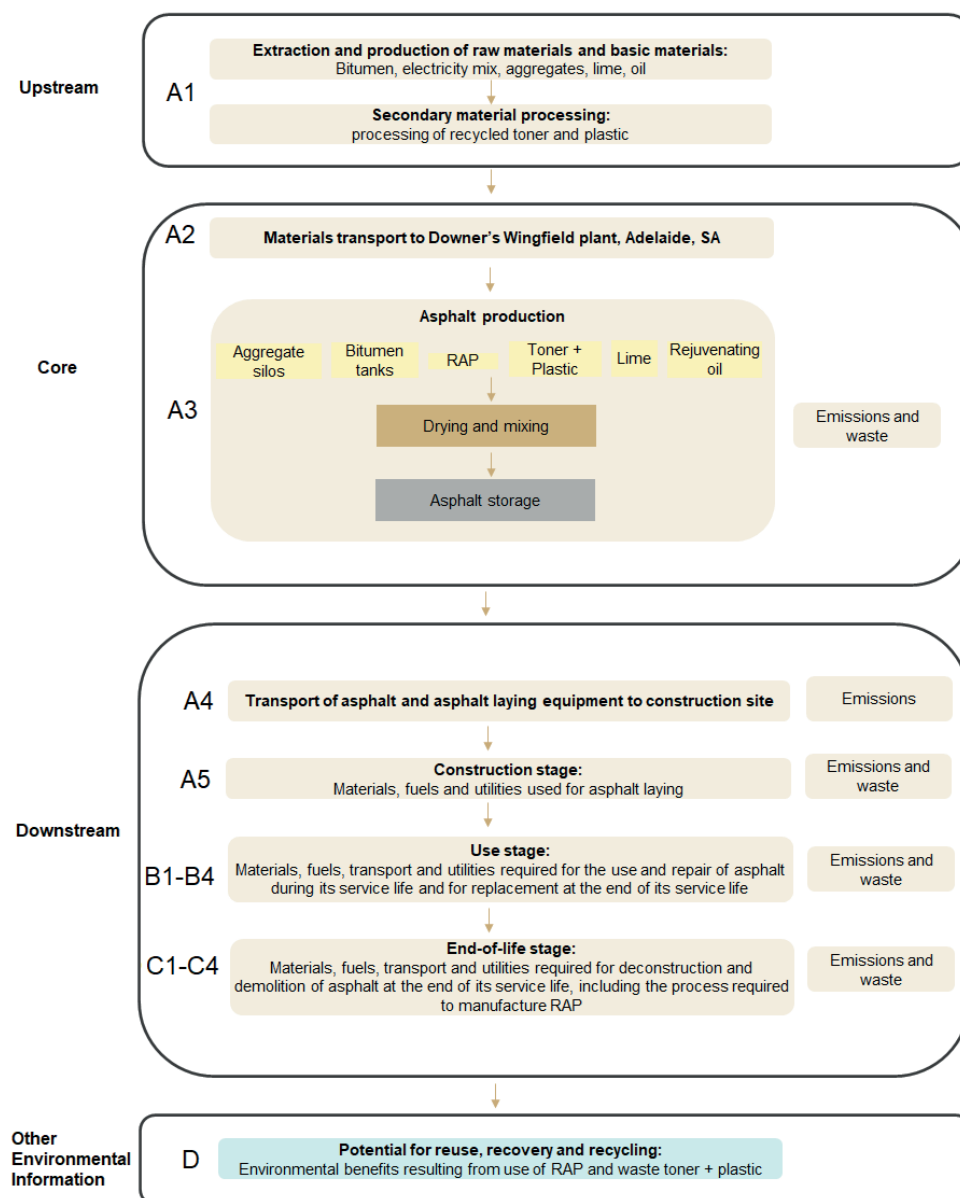 Upstream
A1
Extraction and production of raw materials and basic materials:
Bitumen, electricity mix, aggregates, lime, oil
Secondary material processing:
processing of recycled toner and plastic
Core
A2
Materials transport to Downer's Wingfield plant, Adelaide, SA
A3
Asphalt production
Aggregate
silos
Bitumen
tanks
RAP
Toner +
Plastic
Lime
Rejuvenating
oil
Drying and mixing
Asphalt storage
Emissions and
waste
Downstream
A4
Transport of asphalt and asphalt laying equipment to construction site
Emissions
A5
Construction stage:
Materials, fuels and utilities used for asphalt laying
Emissions and
waste
B1-B4
Use stage:
Materials, fuels, transport and utilities required for the use and repair of asphalt
during its service life and for replacement at the end of its service life
Emissions and
waste
C1-C4
End-of-life stage:
Materials, fuels, transport and utilities required for deconstruction and
demolition of asphalt at the end of its service life, including the process required
to manufacture RAP
Emissions and
waste
Other
Environmental
Information
D
Potential for reuse, recovery and recycling:
Environmental benefits resulting from use of RAP and waste toner + plastic